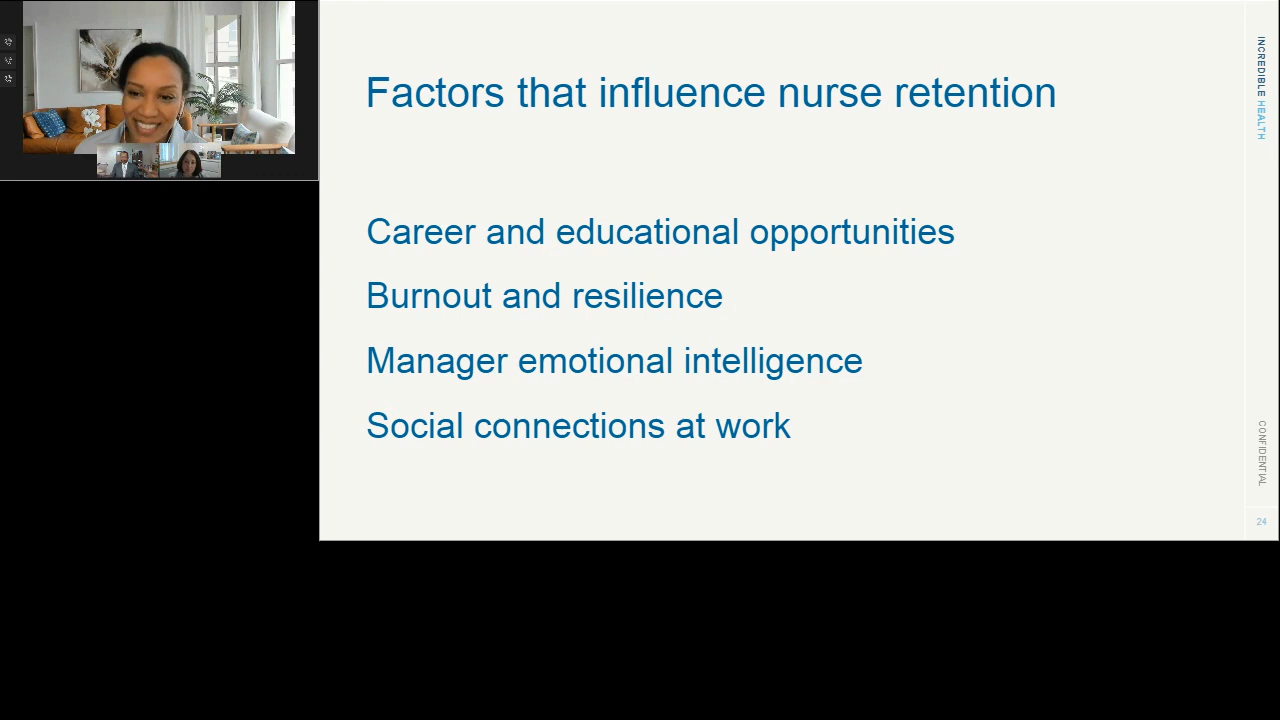 Factors that influence nurse retention
Career and educational opportunities
Burnout and resilience
Manager emotional intelligence
Social connections at work
INCREDIBLE HEALTH
CONFIDENTIAL
24